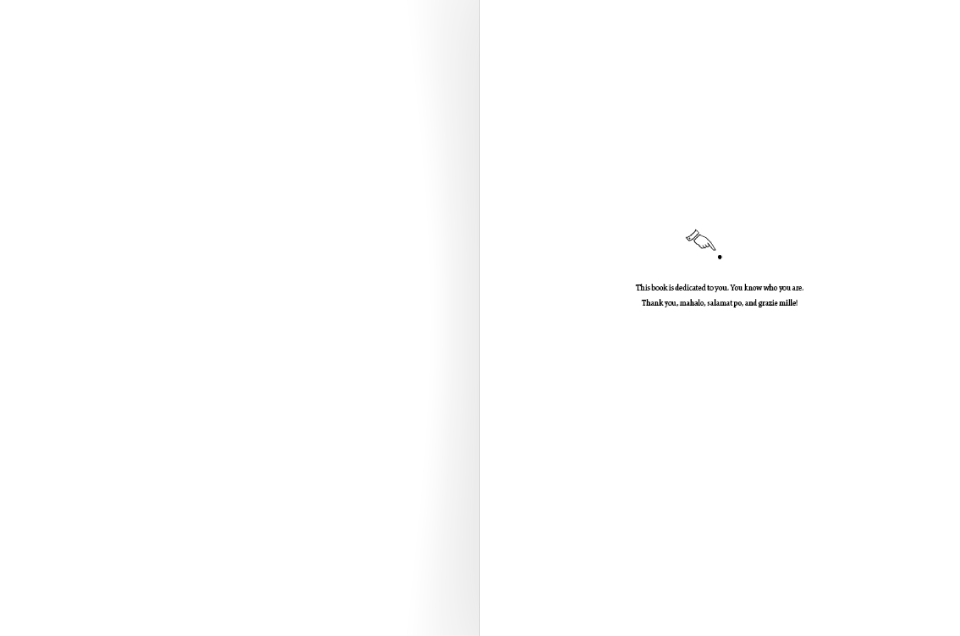 This book is dedicated to you. You know who you are.
Thank you, mahalo, salamat po, and grazie mille!